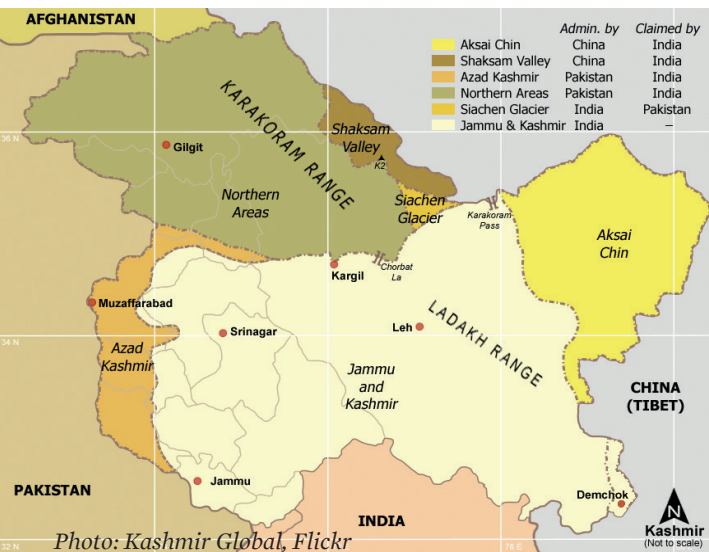 AFGHANISTAN
Admin. by Claimed by
Aksai Chin China India
Shaksam Valley China India
Azad Kashmir Pakistan India
Northern Areas Pakistan India
Siachen Glacier India Pakistan
Jammu & Kashmir India –
KARAKORAM RANGE
36 N
Gilgit
Shaksam
Valley
K2
Northern
Areas
Siachen
Glacier
Karakoram
Pass
Aksai
Chin
Chorbat
La
Kargil
Muzaffarabad
Srinagar
Leh
LADAKH RANGE
34 N
Azad
Kashmir
Jammu
and
Kashmir
CHINA
(TIBET)
Jammu
Demchok
PAKISTAN
INDIA
N
Kashmir
(Not to scale)
32 N
78 E
Photo: Kashmir Global, Flickr